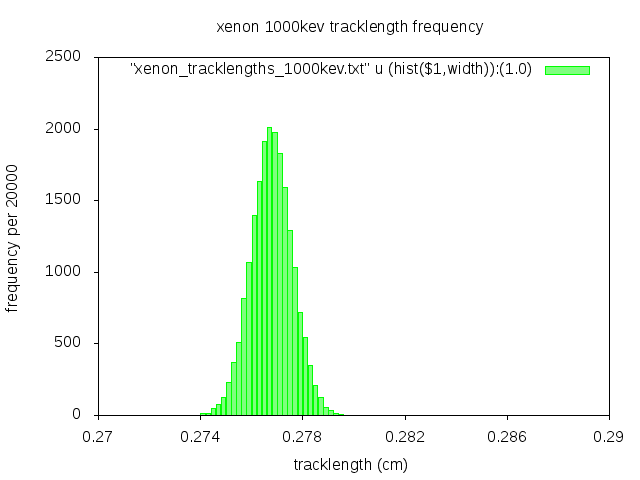 xenon 1000kev tracklength frequency
2500
"xenon_tracklengths_1000kev.txt" u (hist($1,width)):(1.0)
2000
1500
1000
500
0
frequency per 20000
0.27 0.274 0.278 0.282 0.286 0.29
tracklength (cm)